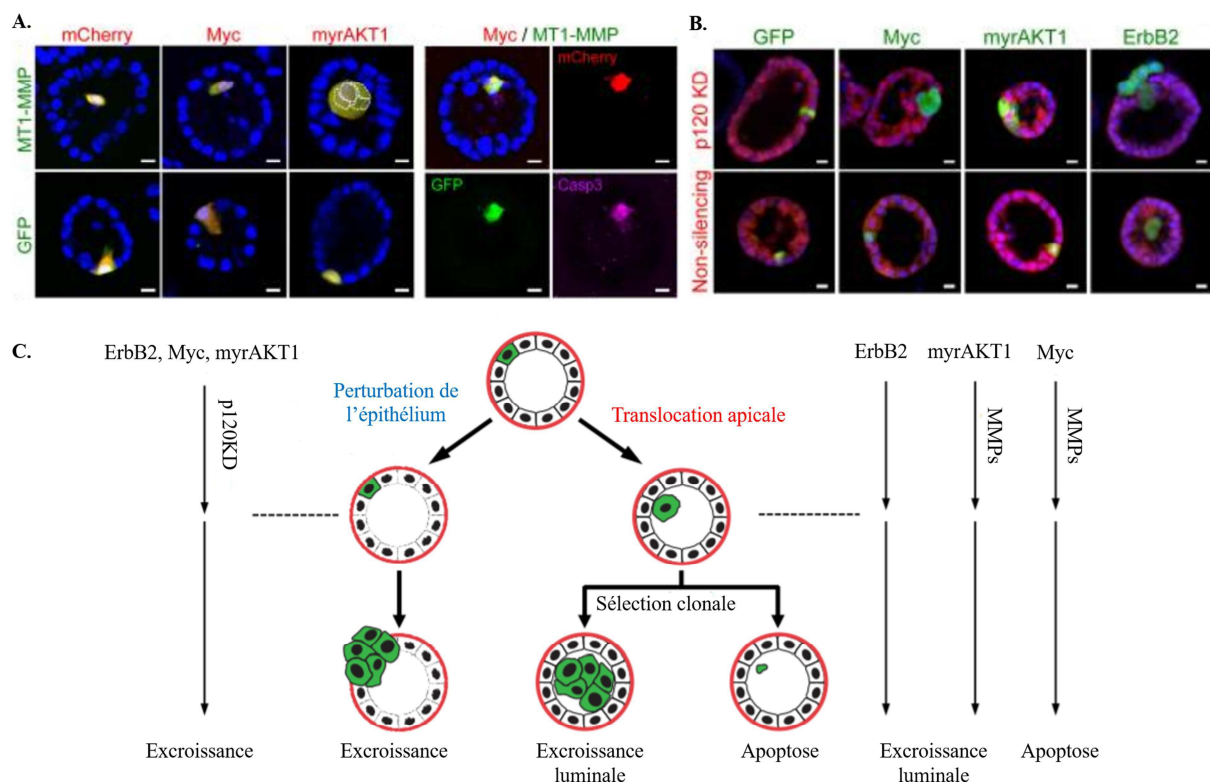 A.
mCherry
Myc
myrAKT1
Myc / MT1-MMP
MT1-MMP
GFP
mCherry
GFP
Casp3
B.
GFP
Myc
myrAKT1
ErbB2
p120 KD
Non-silencing
C.
ErbB2, Myc, myrAKT1
p120KD
Excroissance
Perturbation de
l’épithélium
Translocation apicale
Sélection clonale
Excroissance
Excroissance
luminale
Apoptose
ErbB2
myrAKT1
Myc
MMPs
MMPs
Excroissance
luminale
Apoptose